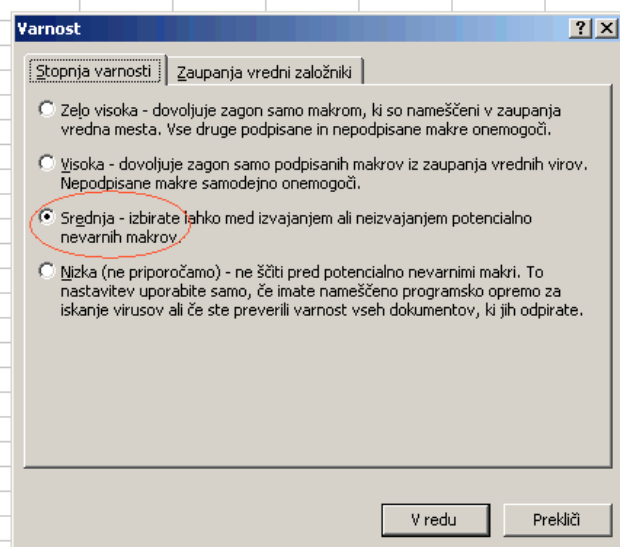 Varnost
Stopnja varnosti
Zaupanja vredni založniki
Zelo visoka - dovoljuje zagon samo makrom, ki so nameščeni v zaupanja
vredna mesta. Vse druge podpisane in nepodpisane makre onemogoči.
Visoka - dovoljuje zagon samo podpisanih makrov iz zaupanja vrednih virov.
Nepodpisane makre samodejno onemogoči.
Srednja - izbirate lahko med izvajanjem ali neizvajanjem potencialno
nevarnih makrov.
Nizka (ne priporočamo) - ne ščiti pred potencialno nevarnimi makri. To
nastavitev uporabite samo, če imate nameščeno programsko opremo za
iskanje virusov ali če ste preverili varnost vseh dokumentov, ki jih odpirate.
V redu
Prekliči